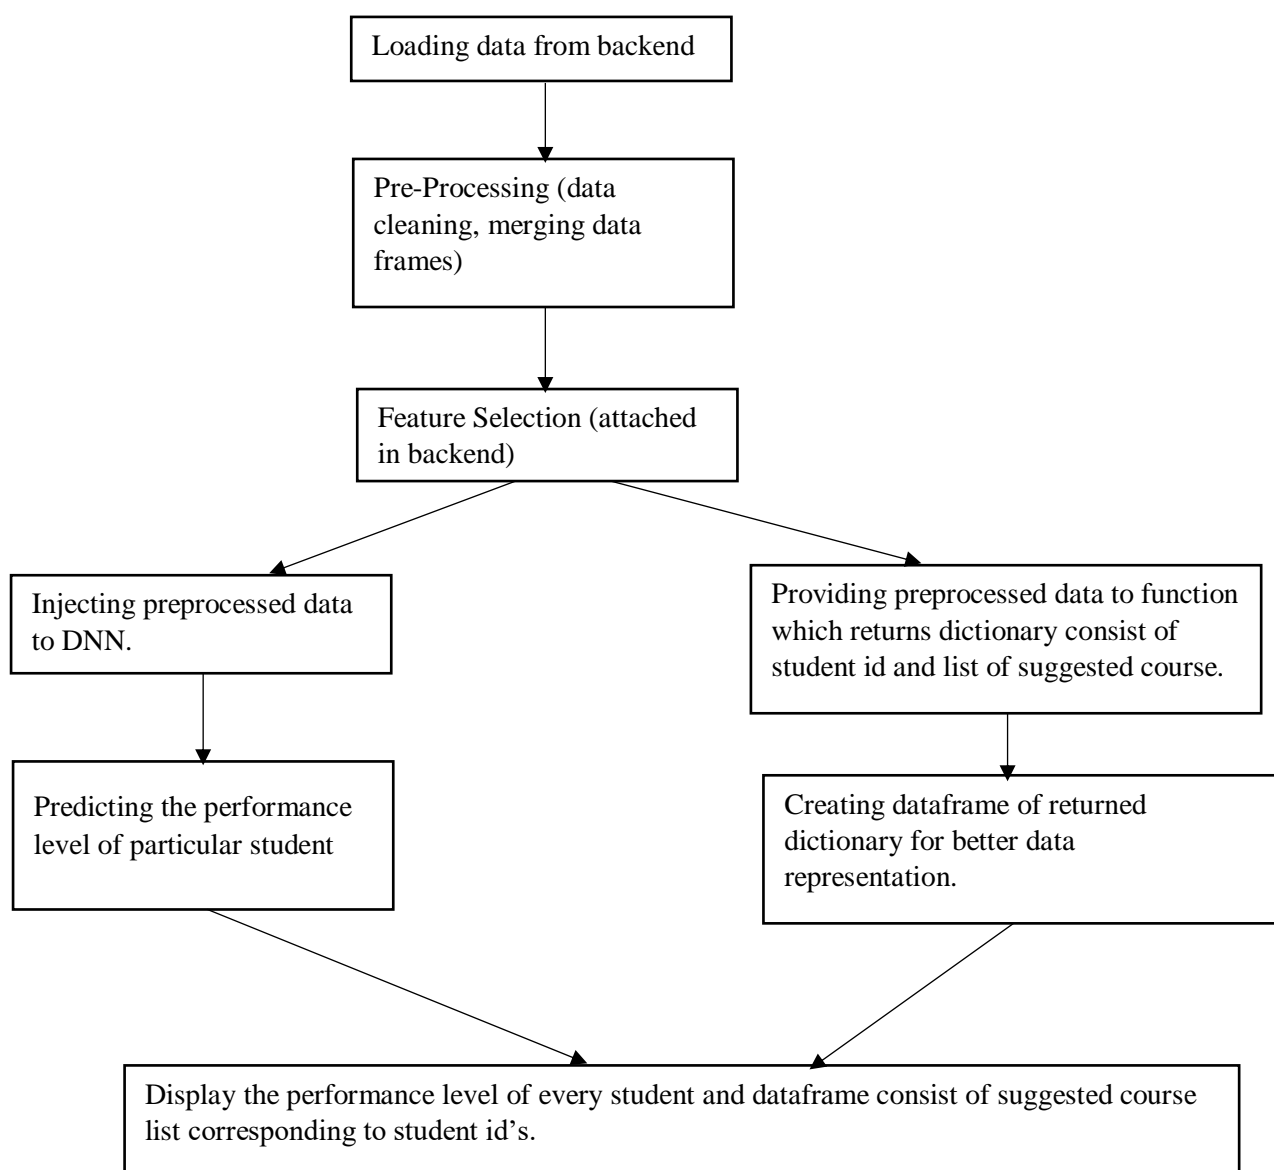 Loading data from backend
Pre-Processing (data
cleaning, merging data
frames)
Feature Selection (attached
in backend)
Injecting preprocessed data
to DNN.
Providing preprocessed data to function
which returns dictionary consist of
student id and list of suggested course.
Predicting the performance
level of particular student
Creating dataframe of returned
dictionary for better data
representation.
Display the performance level of every student and dataframe consist of suggested course
list corresponding to student id’s.